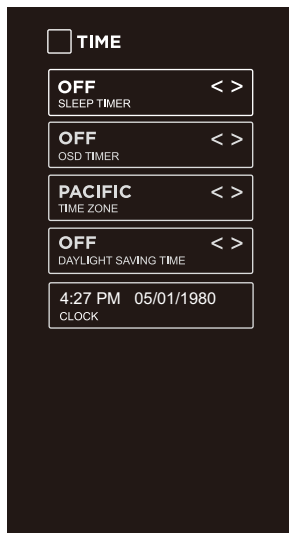 TIME
OFF < >
SLEEP TIMER
OFF < >
OSD TIMER
PACIFIC < >
TIME ZONE
OFF < >
DAYLIGHT SAVING TIME
4:27 PM 05/01/1980
CLOCK